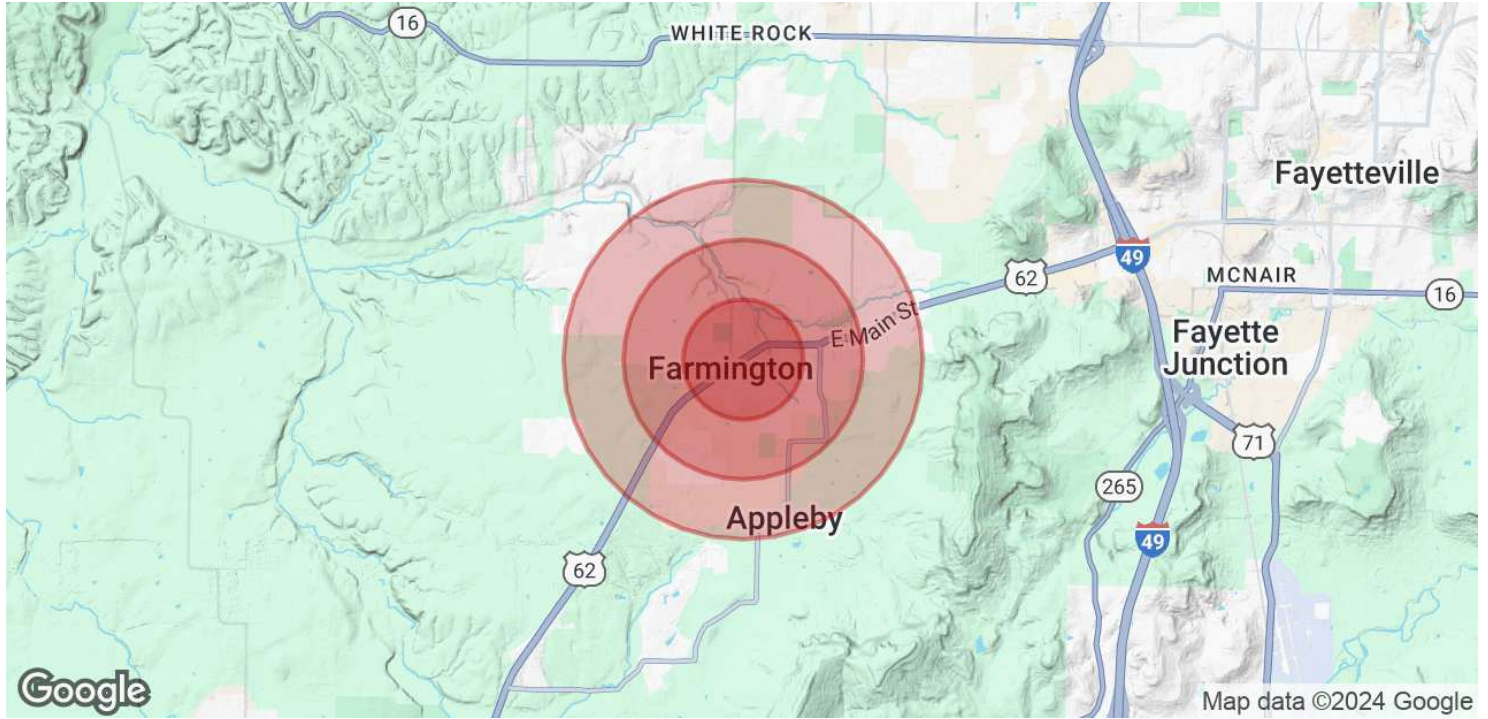 16
WHITE ROCK
Fayetteville
49
62
MCNAIR
16
E Main St
Fayette
Junction
Farmington
71
265
Appleby
49
62
Google
Map data ©2024 Google